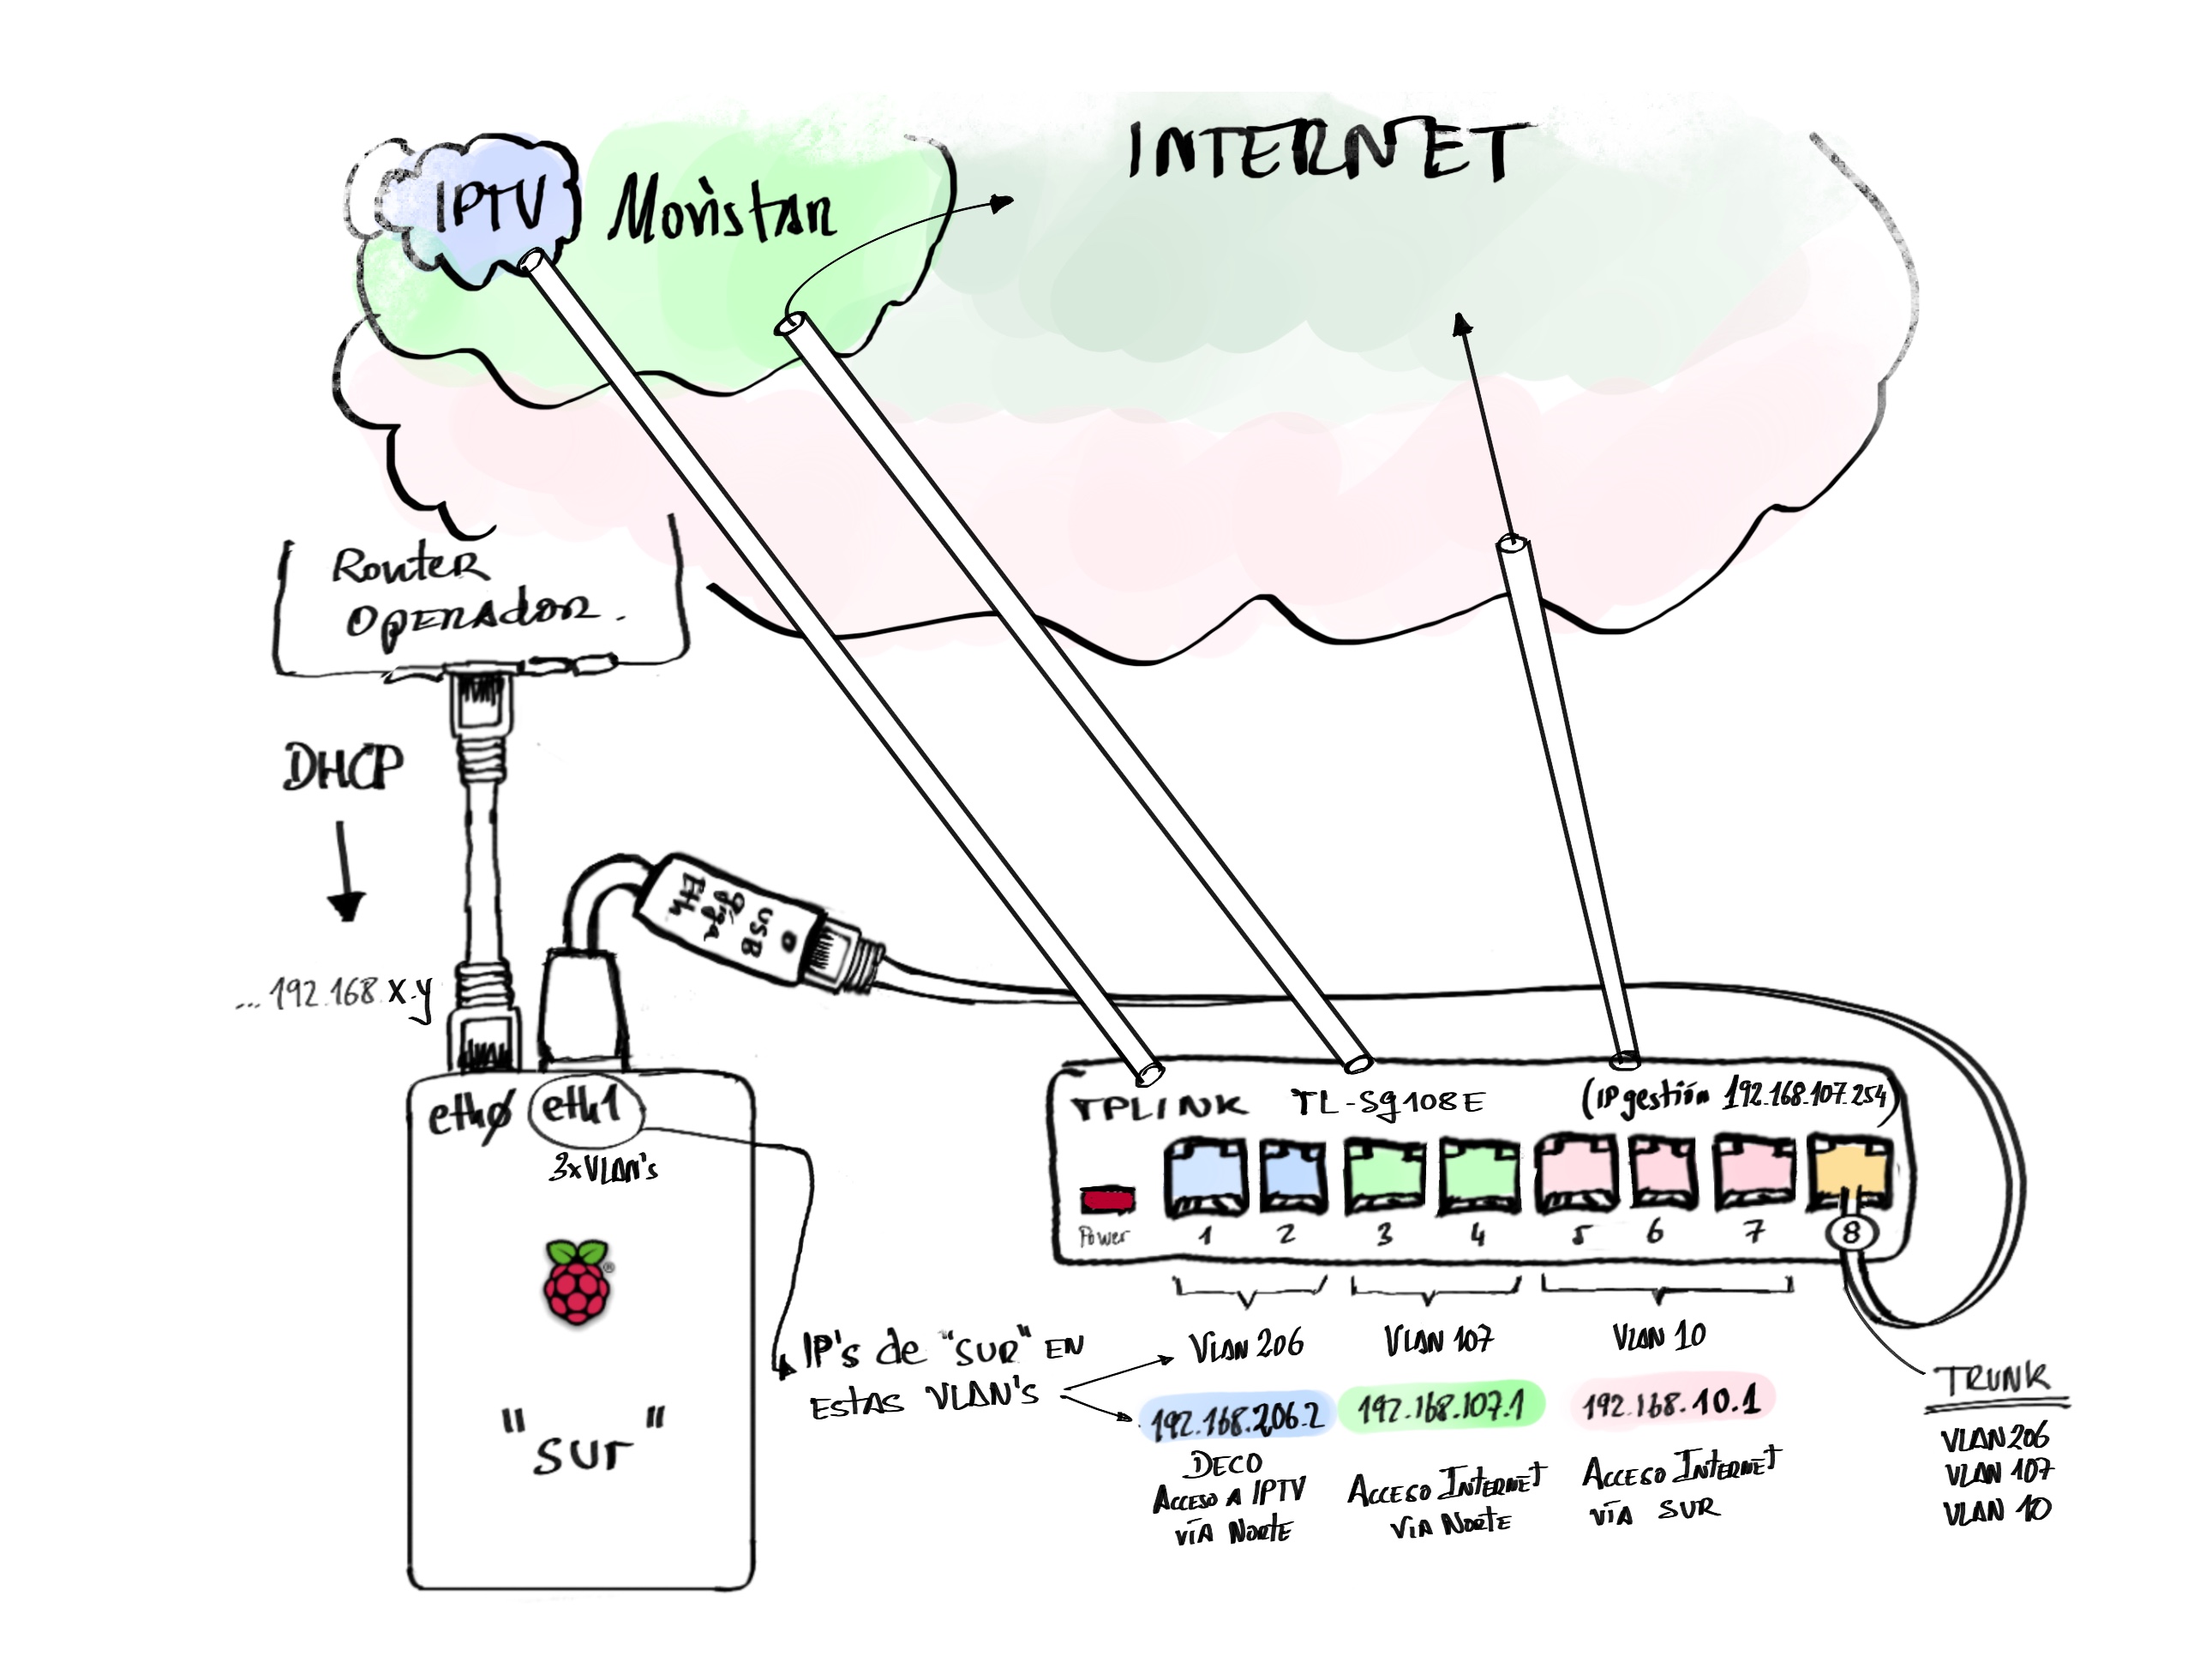 INTERNET
IPTV
Movistar
Router
OPERADOR.
DHCP
... 192.168.x.y
USB
giga
Eth
eth0
eth1
3xVLAN's
"sur"
®
TPLINK
TL-Sg108E
(IP gestión 192.168.107.254)
Power
1
2
3
4
5
6
7
8
IP's de "SUR" EN
EStAS VLAN's
VLAN 206
VLAN 107
VLAN 10
192.168.206.2
192.168.107.1
192.168.10.1
DECO
ACCESO A IPTV
VÍA NORtE
ACCESO INtERNEt
VÍA NORtE
ACCESO INtERNEt
VÍA SUR
TRUNK
VLAN 206
VLAN 107
VLAN 10